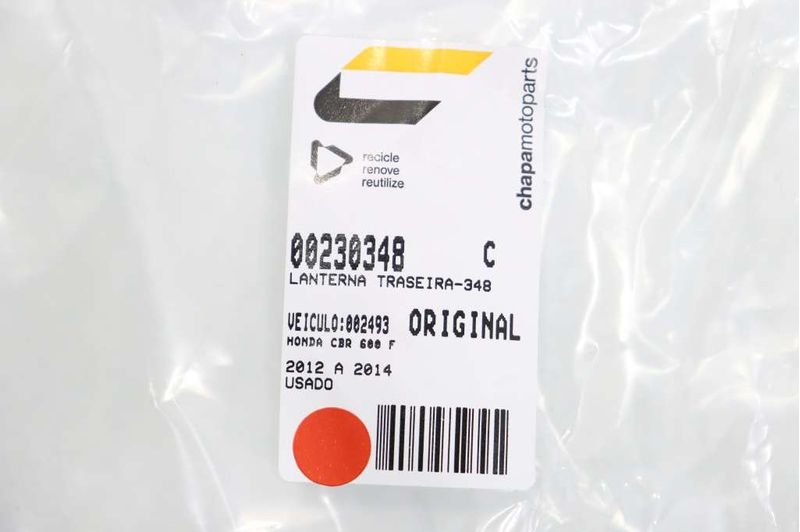 recicle
renove
reutilize
chapamotoparts
00230348 C
LANTERNA TRASEIRA-348
VEICULO:002493 ORIGINAL
HONDA CBR 600 F
2012 A 2014
USADO